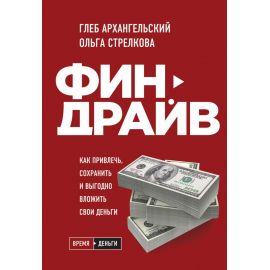 ГЛЕБ АРХАНГЕЛЬСКИЙ
ОЛЬГА СТРЕЛКОВА
ФИН
ДРАЙВ
КАК ПРИВЛЕЧЬ,
СОХРАНИТЬ
И ВЫГОДНО
ВЛОЖИТЬ
СВОИ ДЕНЬГИ
ВРЕМЯ ДЕНЬГИ